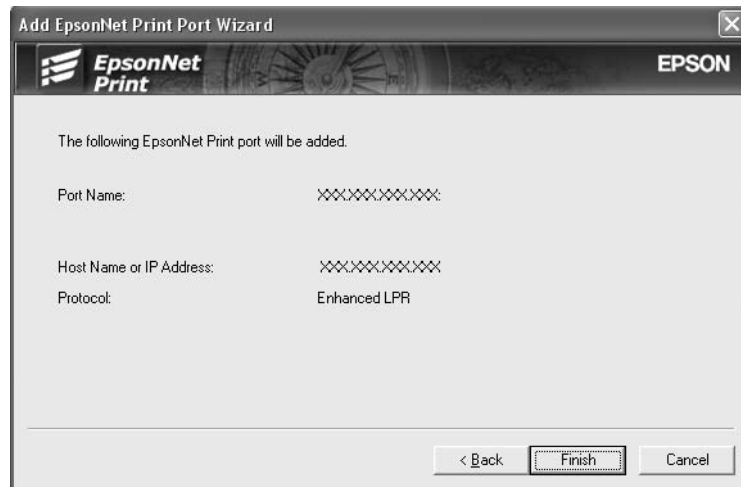 Add EpsonNet Print Port Wizard
EpsonNet
Print
EPSON
The following EpsonNet Print port will be added.
Port Name: XXX.XXX.XXX.XXX:
Host Name or IP Address: XXX.XXX.XXX.XXX
Protocol: Enhanced LPR
< Back Finish Cancel